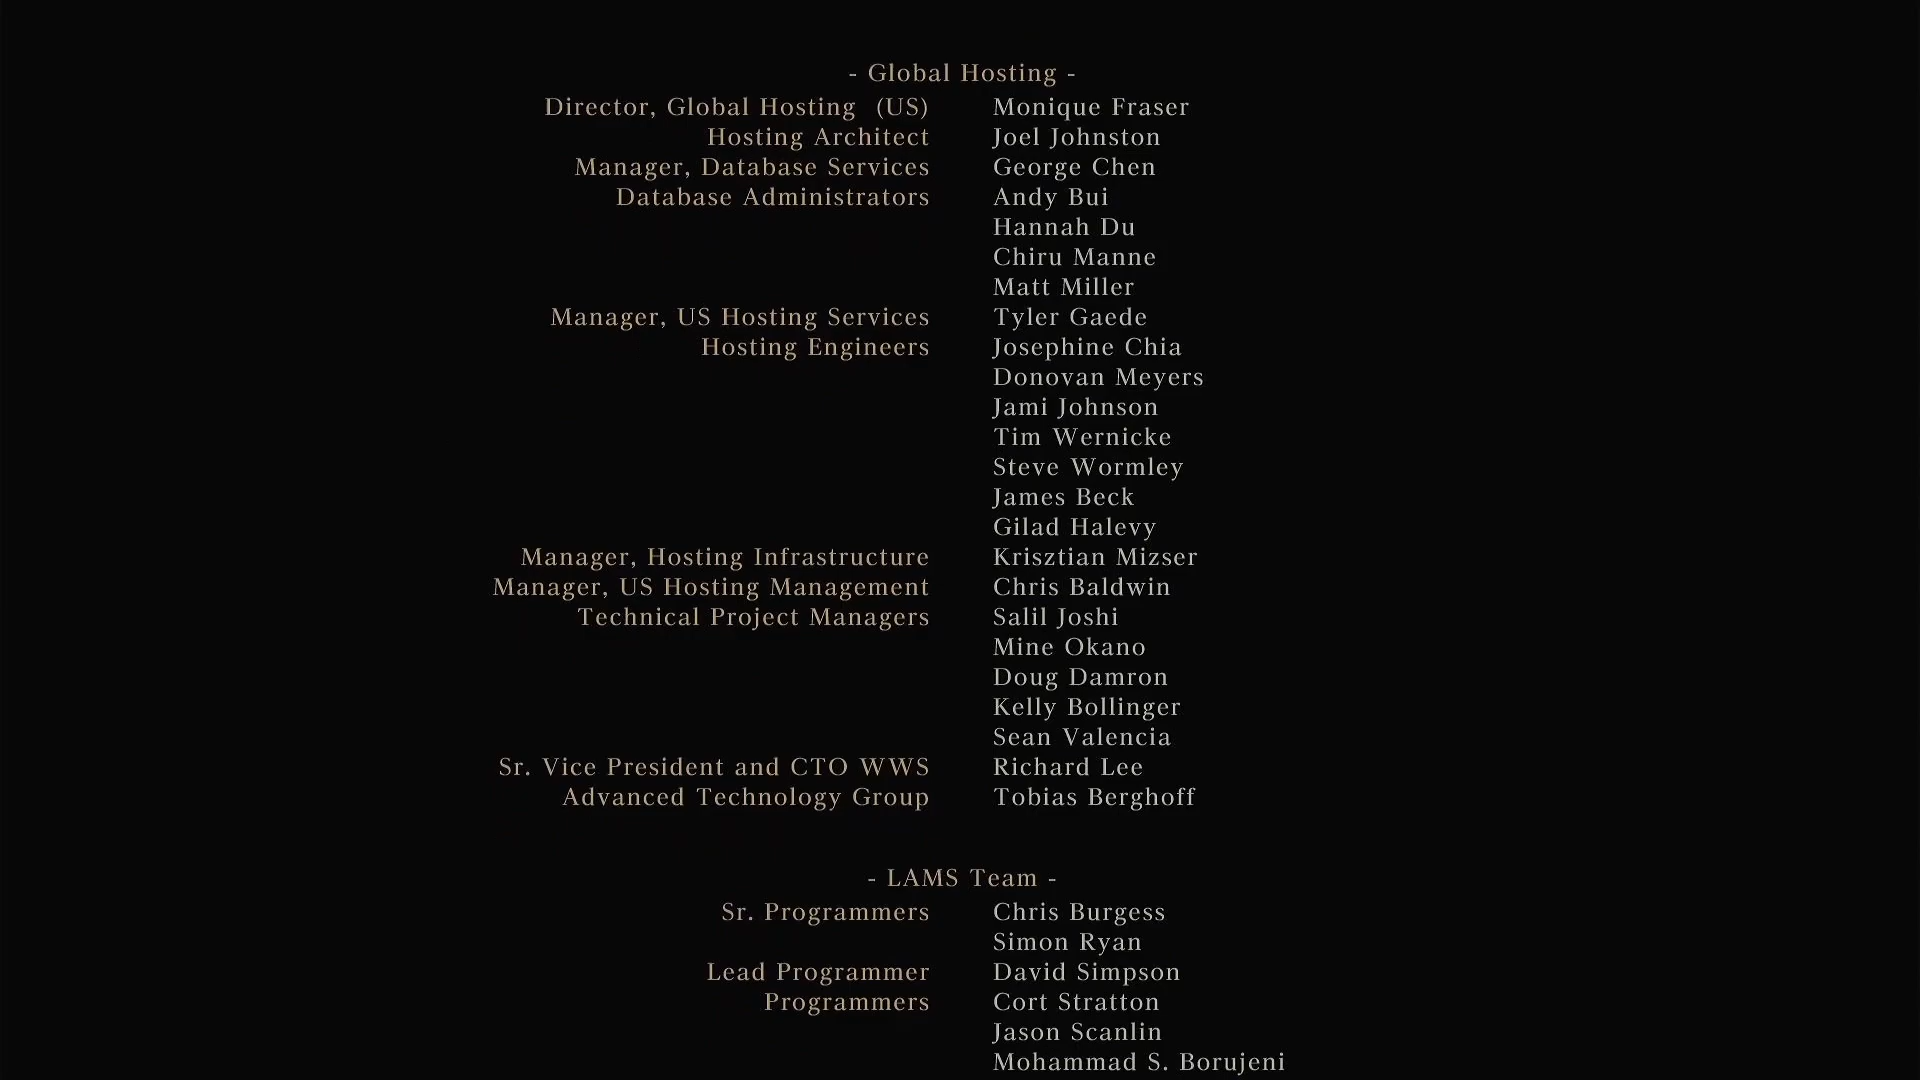 - Global Hosting -
Director, Global Hosting  (US) Monique Fraser
Hosting Architect Joel Johnston
Manager, Database Services George Chen
Database Administrators Andy Bui
Hannah Du
Chiru Manne
Matt Miller
Manager, US Hosting Services Tyler Gaede
Hosting Engineers Josephine Chia
Donovan Meyers
Jami Johnson
Tim Wernicke
Steve Wormley
James Beck
Gilad Halevy
Manager, Hosting Infrastructure Krisztian Mizser
Manager, US Hosting Management Chris Baldwin
Technical Project Managers Salil Joshi
Mine Okano
Doug Damron
Kelly Bollinger
Sean Valencia
Sr. Vice President and CTO WWS Richard Lee
Advanced Technology Group Tobias Berghoff
- LAMS Team -
Sr. Programmers Chris Burgess
Simon Ryan
Lead Programmer David Simpson
Programmers Cort Stratton
Jason Scanlin
Mohammad S. Borujeni